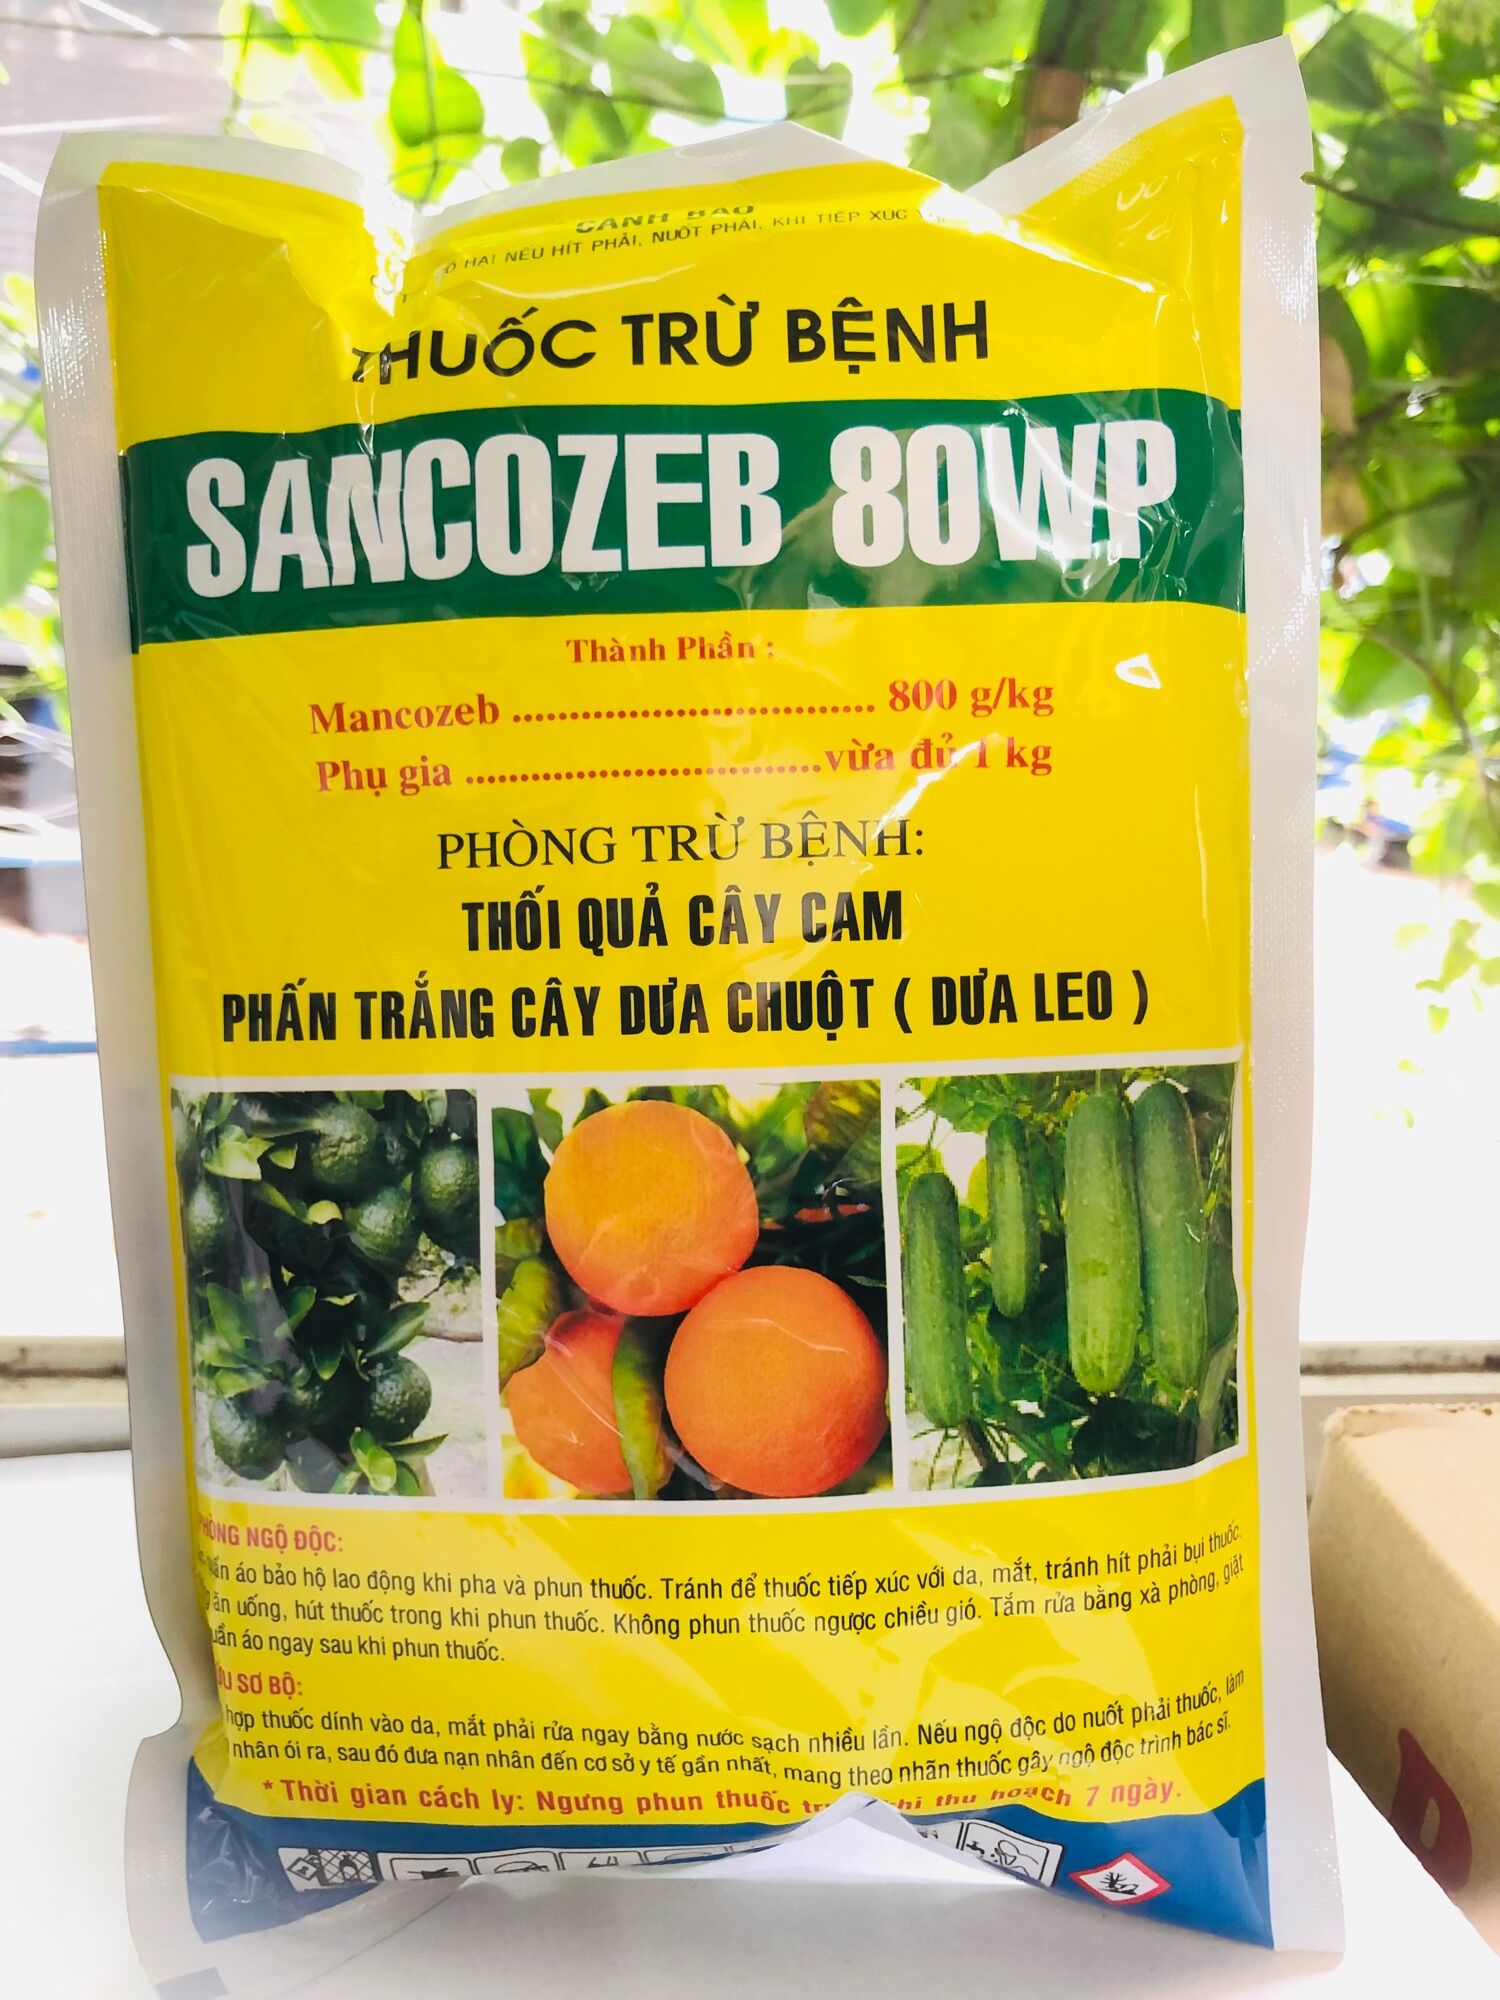 CẢNH BÁO
HẠI NẾU HÍT PHẢI, NUỐT PHẢI, KHI TIẾP XÚC
THUỐC TRỪ BỆNH
SANCOZEB 80WP
Thành Phần :
Mancozeb ................................ 800 g/kg
Phụ gia ................................vừa đủ 1 kg
PHÒNG TRỪ BỆNH:
THỐI QUẢ CÂY CAM
PHẤN TRẮNG CÂY DƯA CHUỘT ( DƯA LEO )
PHÒNG NGỘ ĐỘC:
quần áo bảo hộ lao động khi pha và phun thuốc. Tránh để thuốc tiếp xúc với da, mắt, tránh hít phải bụi thuốc.
ăn uống, hút thuốc trong khi phun thuốc. Không phun thuốc ngược chiều gió. Tắm rửa bằng xà phòng, giặt
quần áo ngay sau khi phun thuốc.
CỨU SƠ BỘ:
hợp thuốc dính vào da, mắt phải rửa ngay bằng nước sạch nhiều lần. Nếu ngộ độc do nuốt phải thuốc, làm
nhân ói ra, sau đó đưa nạn nhân đến cơ sở y tế gần nhất, mang theo nhãn thuốc gây ngộ độc trình bác sĩ.
* Thời gian cách ly: Ngưng phun thuốc trước khi thu hoạch 7 ngày.